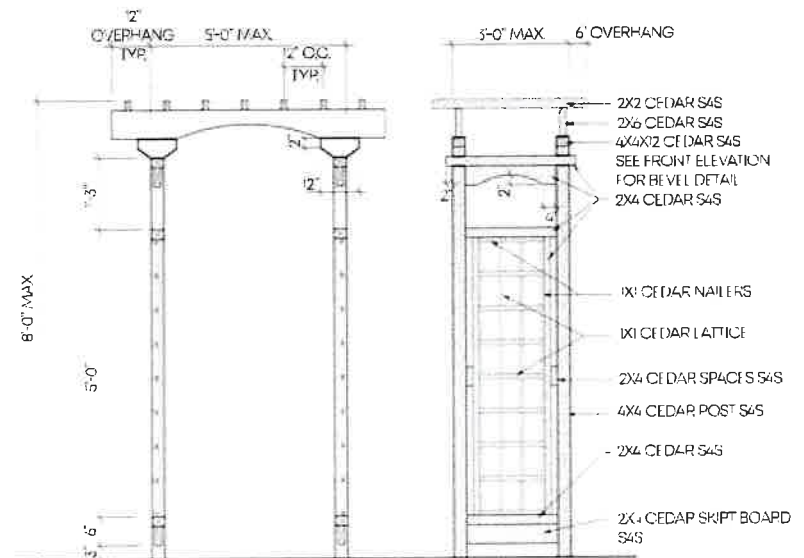 12"
OVERHANG
TYP.
5'-0" MAX.
12" O.C.
TYP.
3'-0" MAX.
6" OVERHANG
2X2 CEDAR S4S
2X6 CEDAR S4S
4X4X12 CEDAR S4S
SEE FRONT ELEVATION
FOR BEVEL DETAIL
2X4 CEDAR S4S
1X1 CEDAR NAILERS
1X1 CEDAR LATTICE
2X4 CEDAR SPACES S4S
4X4 CEDAR POST S4S
2X4 CEDAR S4S
2X4 CEDAR SKIRT BOARD
S4S
8'-0" MAX.
5'-0"
2"
12"
2"